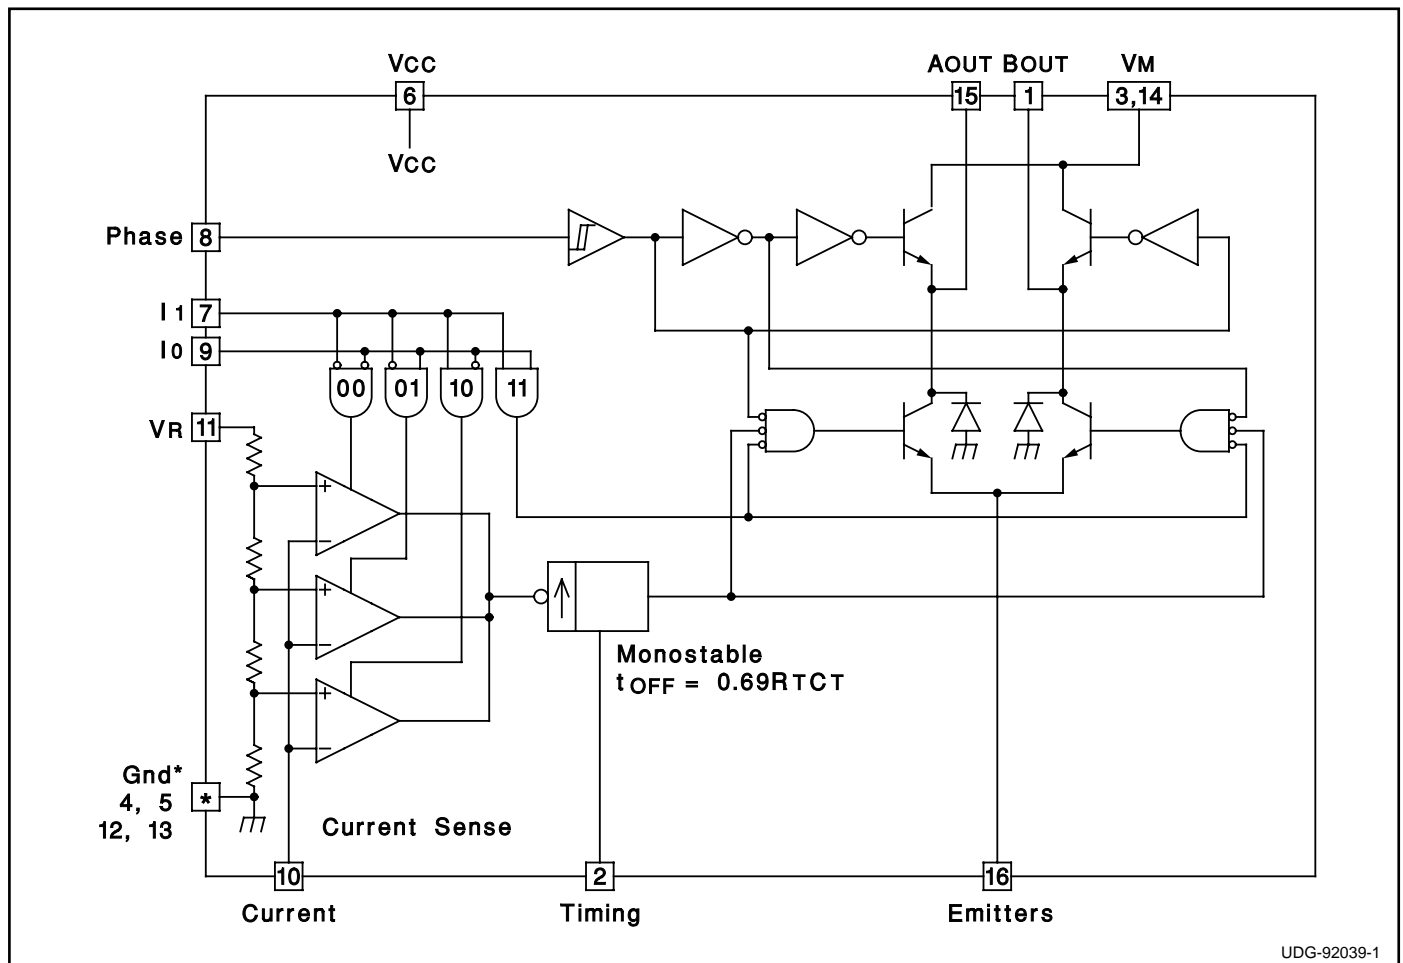 VCC
AOUT BOUT VM
6
15
1
3,14
VCC
Phase 8
I1 7
I0 9
00
01
10
11
VR 11
+
−
+
−
+
−
Monostable
tOFF = 0.69RTCT
Gnd*
4, 5
12, 13
*
Current Sense
10
2
16
Current
Timing
Emitters
UDG-92039-1